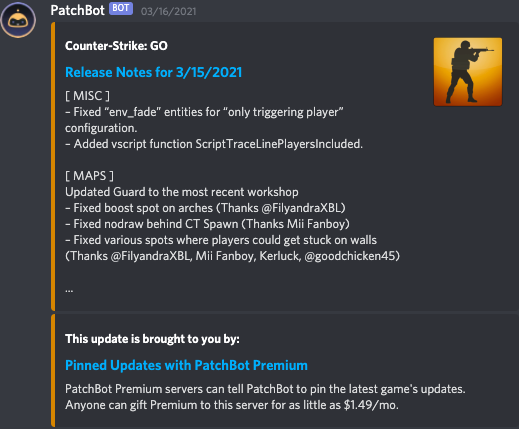 PatchBot BOT 03/16/2021
Counter-Strike: GO
Release Notes for 3/15/2021
[ MISC ]
– Fixed “env_fade” entities for “only triggering player”
configuration.
– Added vscript function ScriptTraceLinePlayersIncluded.
[ MAPS ]
Updated Guard to the most recent workshop
– Fixed boost spot on arches (Thanks @FilyandraXBL)
– Fixed nodraw behind CT Spawn (Thanks Mii Fanboy)
– Fixed various spots where players could get stuck on walls
(Thanks @FilyandraXBL, Mii Fanboy, Kerluck, @goodchicken45)
...
This update is brought to you by:
Pinned Updates with PatchBot Premium
PatchBot Premium servers can tell PatchBot to pin the latest game's updates.
Anyone can gift Premium to this server for as little as $1.49/mo.